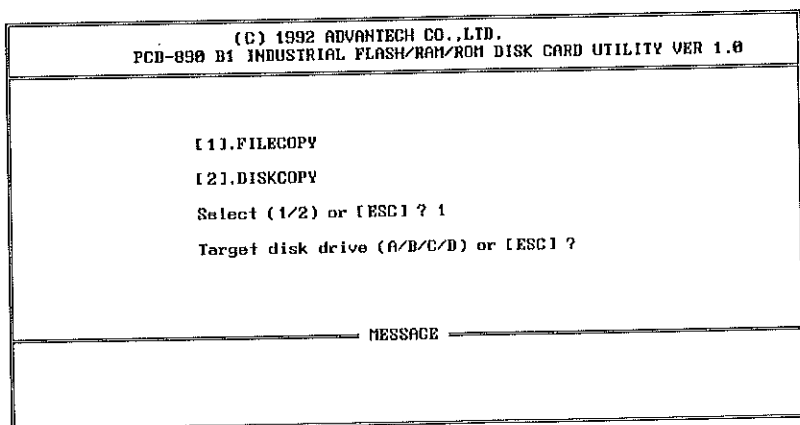 (C) 1992 ADVANTECH CO.,LTD.
PCD-890 B1 INDUSTRIAL FLASH/RAM/ROM DISK CARD UTILITY VER 1.0
[1].FILECOPY
[2].DISKCOPY
Select (1/2) or [ESC] ? 1
Target disk drive (A/B/C/D) or [ESC] ?
MESSAGE